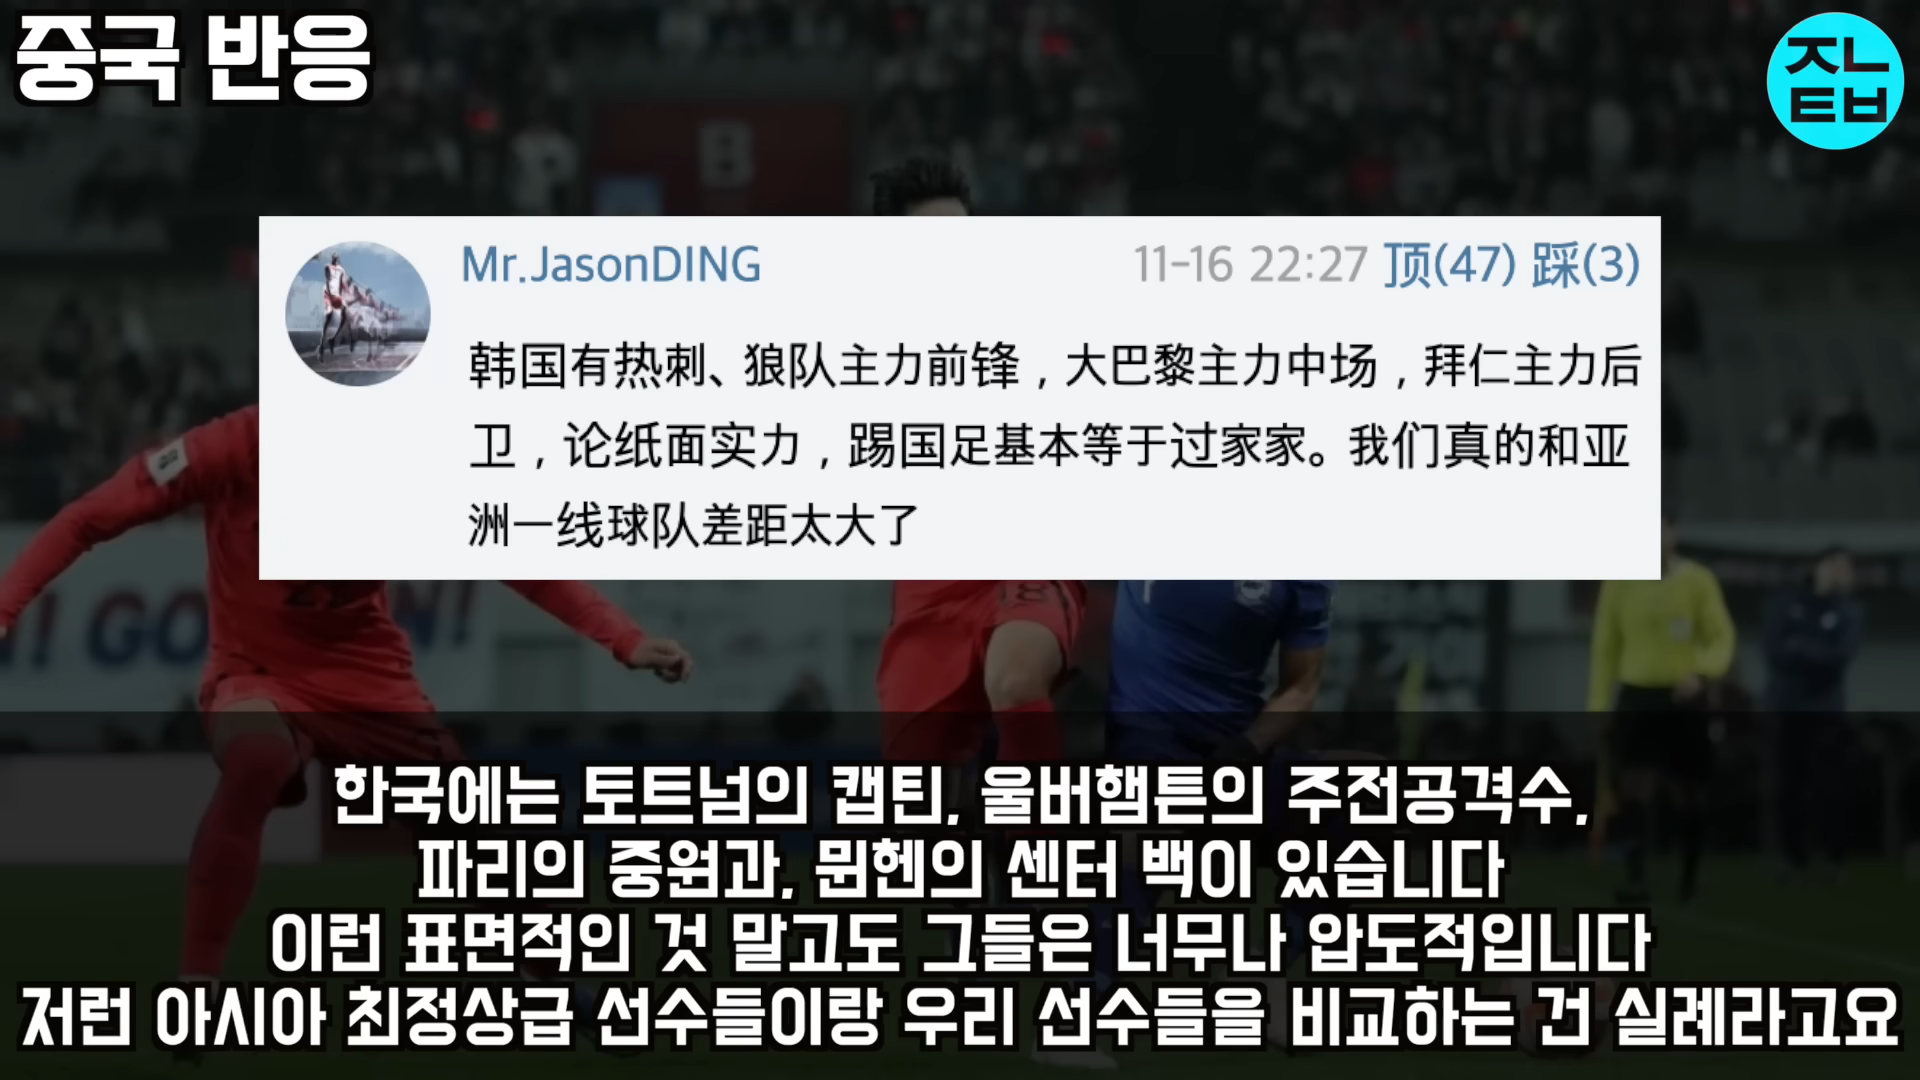 중국 반응
잡식
Mr.JasonDING 11-16 22:27 顶(47) 踩(3)
韩国有热刺、狼队主力前锋，大巴黎主力中场，拜仁主力后
卫，论纸面实力，踢国足基本等于过家家。我们真的和亚
洲一线球队差距太大了
B
! GO
N!
18
한국에는 토트넘의 캡틴, 울버햄튼의 주전공격수,
파리의 중원과, 뮌헨의 센터 백이 있습니다
이런 표면적인 것 말고도 그들은 너무나 압도적입니다
저런 아시아 최정상급 선수들이랑 우리 선수들을 비교하는 건 실례라고요